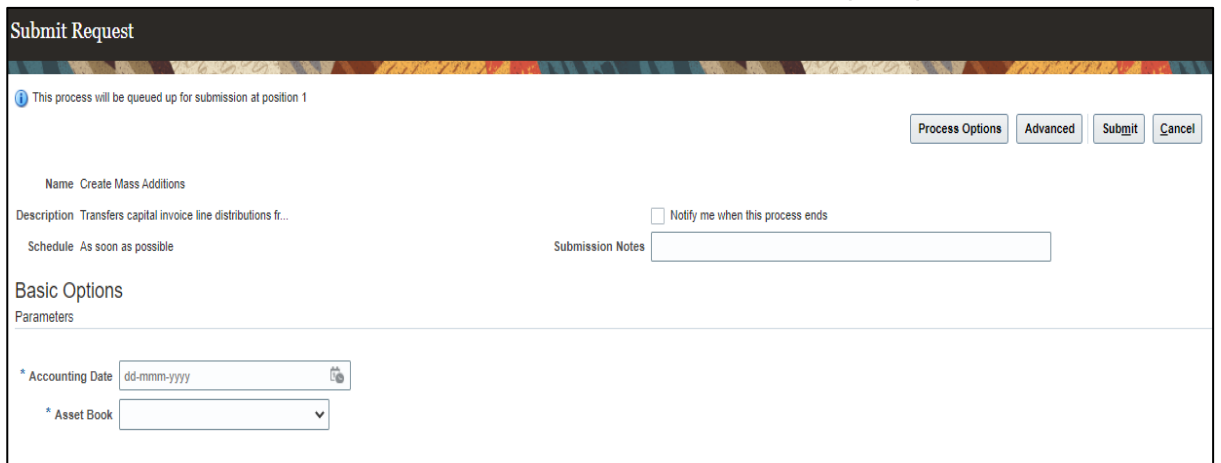 Submit Request
This process will be queued up for submission at position 1
Process Options Advanced Submit Cancel
Name Create Mass Additions
Description Transfers capital invoice line distributions fr... Notify me when this process ends
Schedule As soon as possible Submission Notes
Basic Options
Parameters
* Accounting Date dd-mmm-yyyy
* Asset Book